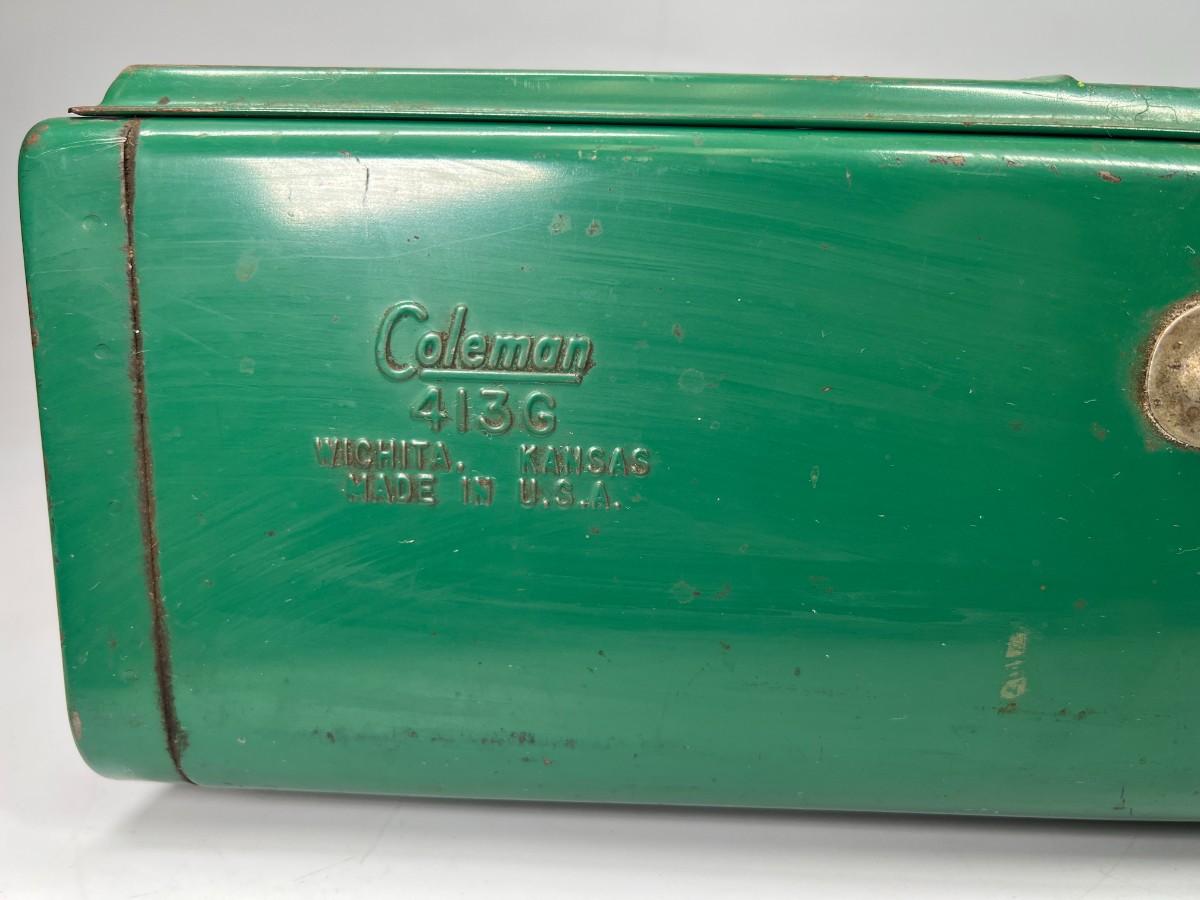 Coleman
413G
WICHITA, KANSAS
MADE IN U.S.A.